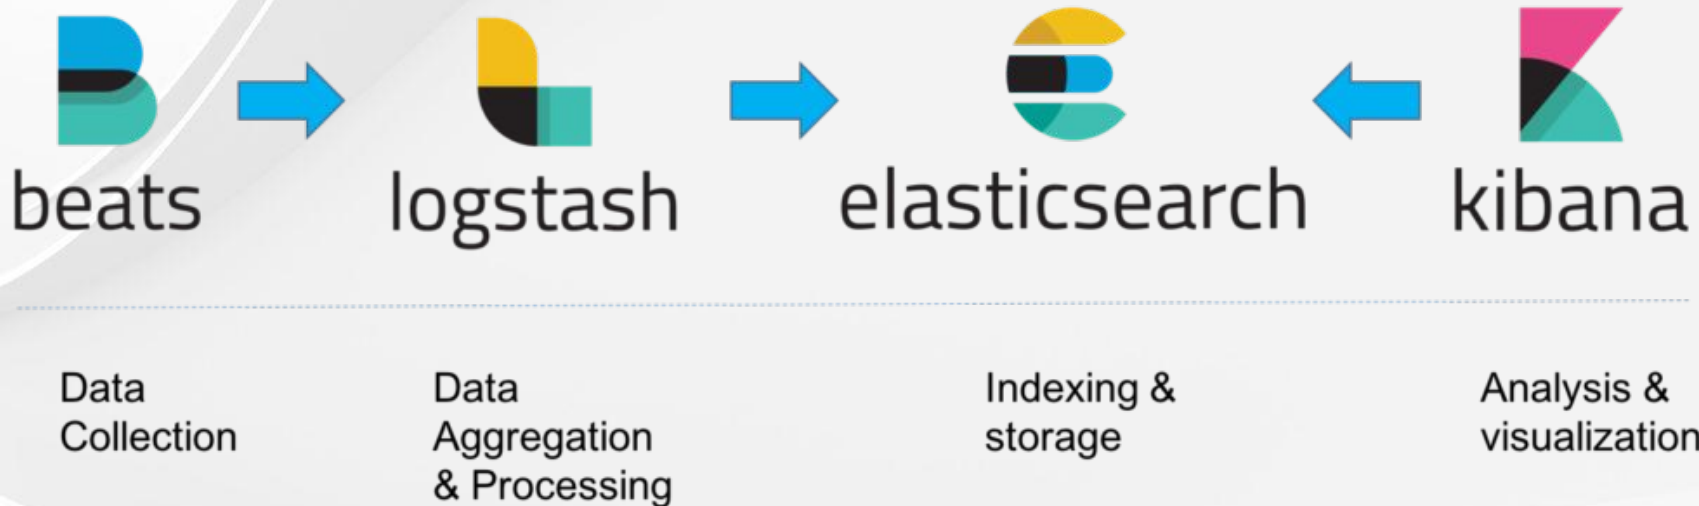 beats
logstash
elasticsearch
kibana
Data
Collection
Data
Aggregation
& Processing
Indexing &
storage
Analysis &
visualization